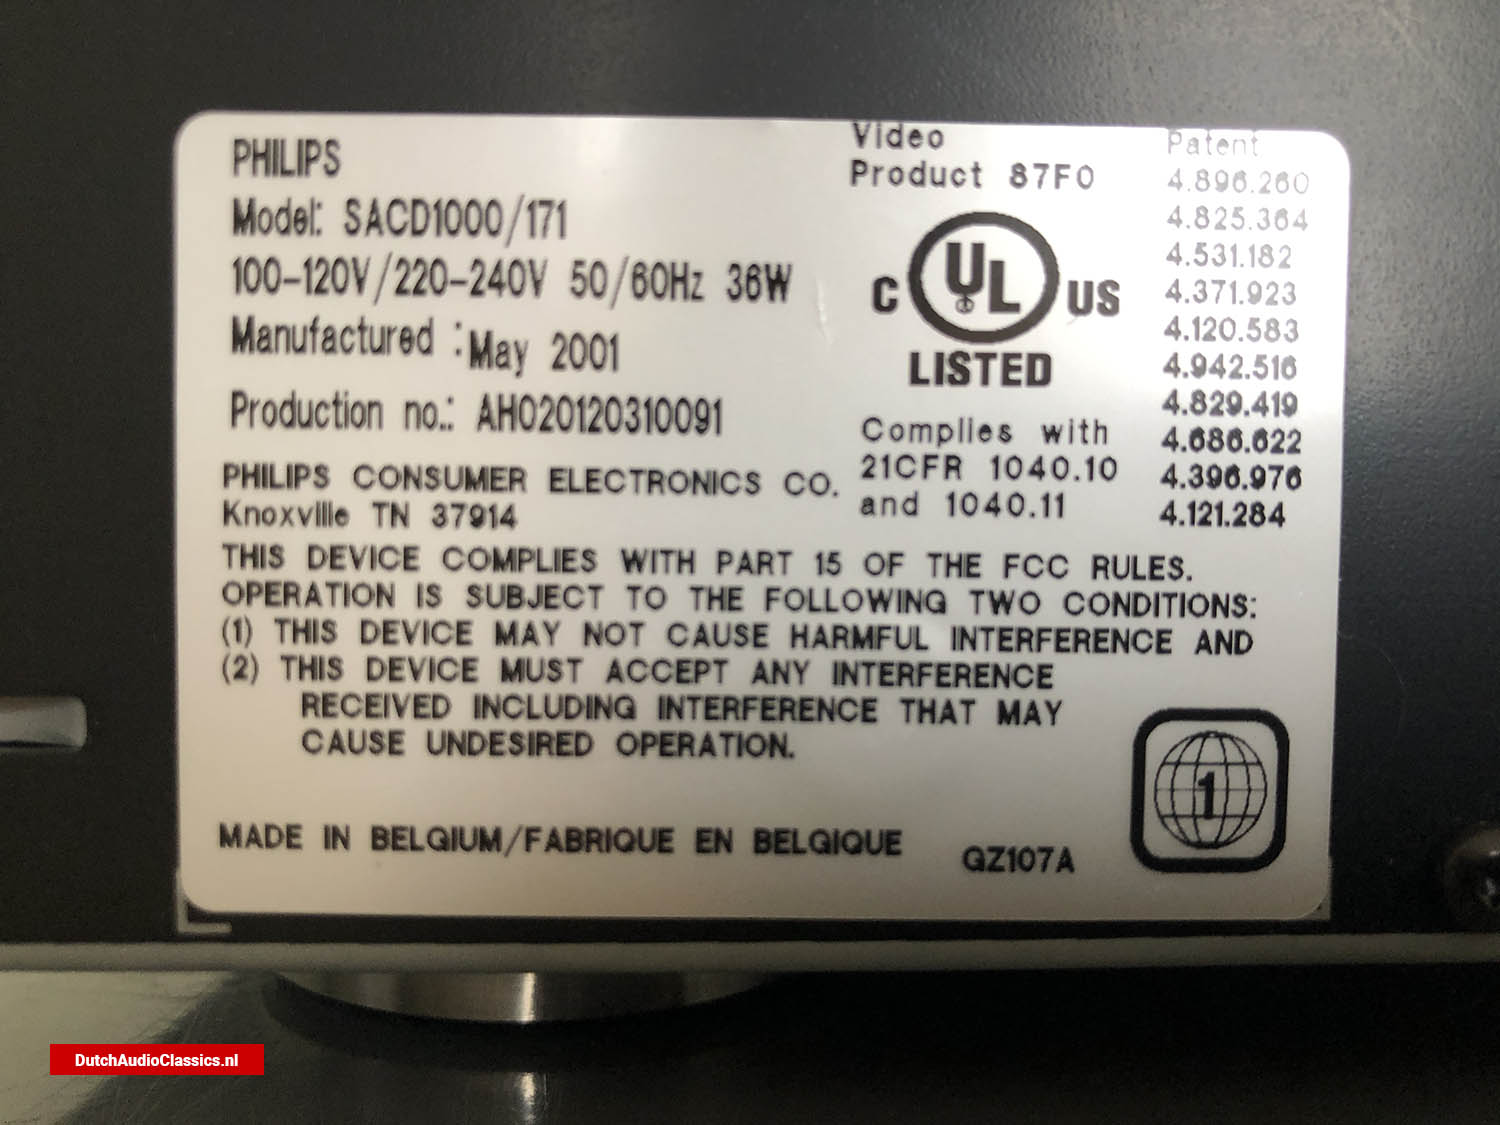 PHILIPS
Model: SACD1000/171
100-120V/220-240V 50/60Hz 36W
Manufactured : May 2001
Production no.: AH020120310091
PHILIPS CONSUMER ELECTRONICS CO.
Knoxville TN 37914
Video
Product 87F0
C UL US
LISTED
Complies with
21CFR 1040.10
and 1040.11
Patent
4.896.260
4.825.364
4.531.182
4.371.923
4.120.583
4.942.516
4.829.419
4.686.622
4.396.976
4.121.284
THIS DEVICE COMPLIES WITH PART 15 OF THE FCC RULES.
OPERATION IS SUBJECT TO THE FOLLOWING TWO CONDITIONS:
(1) THIS DEVICE MAY NOT CAUSE HARMFUL INTERFERENCE AND
(2) THIS DEVICE MUST ACCEPT ANY INTERFERENCE
RECEIVED INCLUDING INTERFERENCE THAT MAY
CAUSE UNDESIRED OPERATION.
1
MADE IN BELGIUM/FABRIQUE EN BELGIQUE
GZ107A
DutchAudioClassics.nl